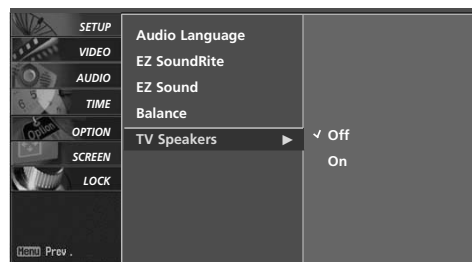 SETUP
VIDEO
AUDIO
TIME
OPTION
SCREEN
LOCK
Menu Prev.
Audio Language
EZ SoundRite
EZ Sound
Balance
TV Speakers ▶
✓ Off
On